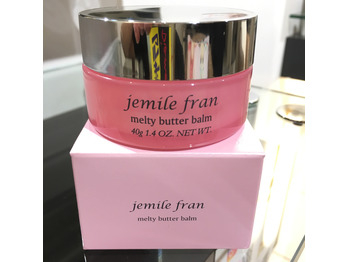 jemile fran
melty butter balm
40g 1.4 OZ. NET WT.
jemile fran
melty butter balm